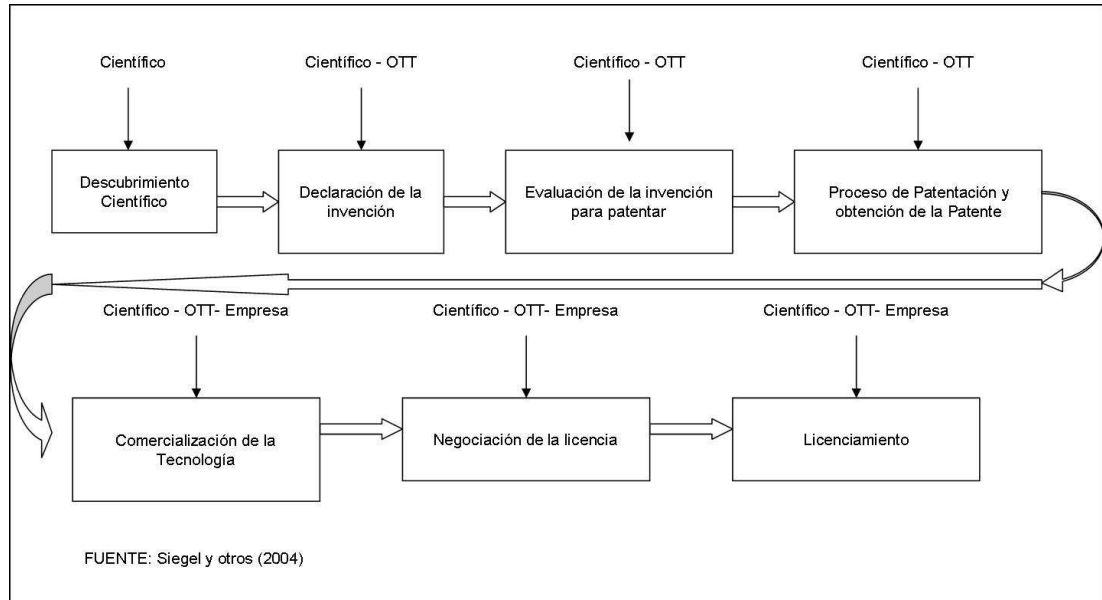 Científico
Científico - OTT
Científico - OTT
Científico - OTT
Descubrimiento
Científico
Declaración de la
invención
Evaluación de la invención
para patentar
Proceso de Patentación y
obtención de la Patente
Científico - OTT- Empresa
Científico - OTT- Empresa
Científico - OTT- Empresa
Comercialización de la
Tecnología
Negociación de la licencia
Licenciamiento
FUENTE: Siegel y otros (2004)